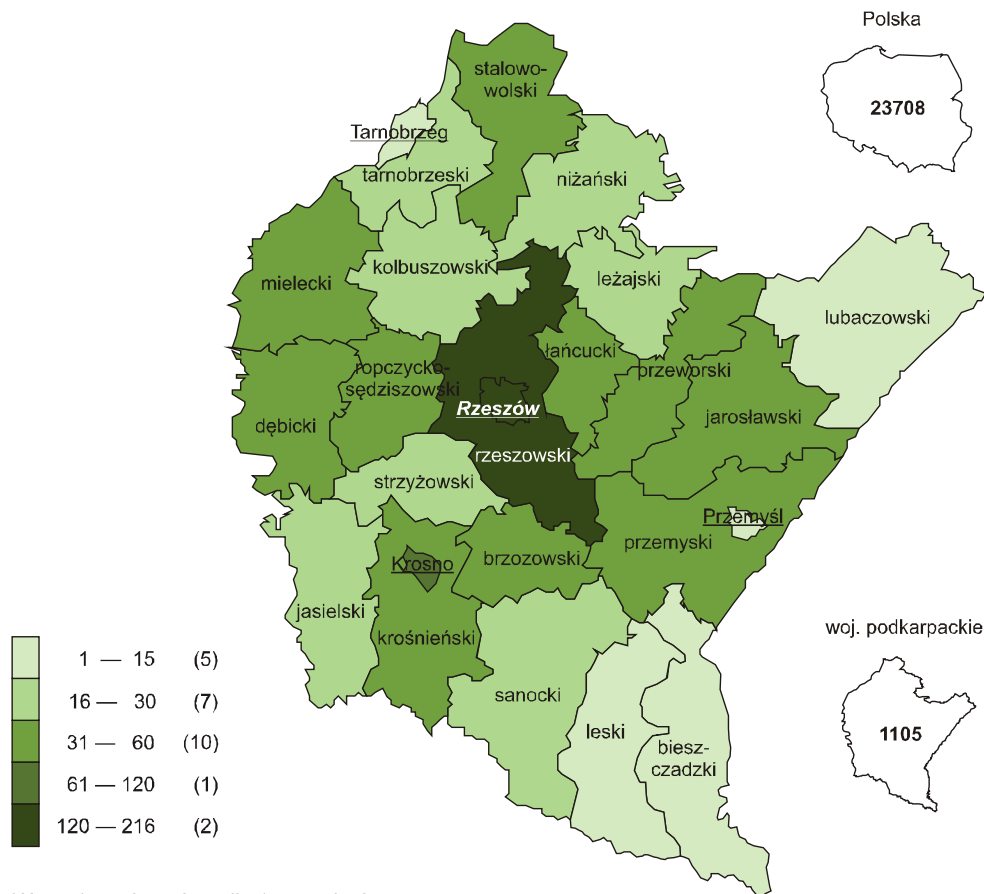 Polska
23708
stalowo-
wolski
Tarnobrzeg
tarnobrzeski
niżański
kolbuszowski
leżajski
mielecki
lubaczowski
łańcucki
ropczycko-
sędziszowski
przeworski
Rzeszów
jarosławski
dębicki
rzeszowski
strzyżowski
Przemyśl
przemyski
brzozowski
Krosno
jasielski
krośnieński
woj. podkarpackie
1105
sanocki
leski
biesz-
czadzki
1 — 15 (5)
16 — 30 (7)
31 — 60 (10)
61 — 120 (1)
120 — 216 (2)